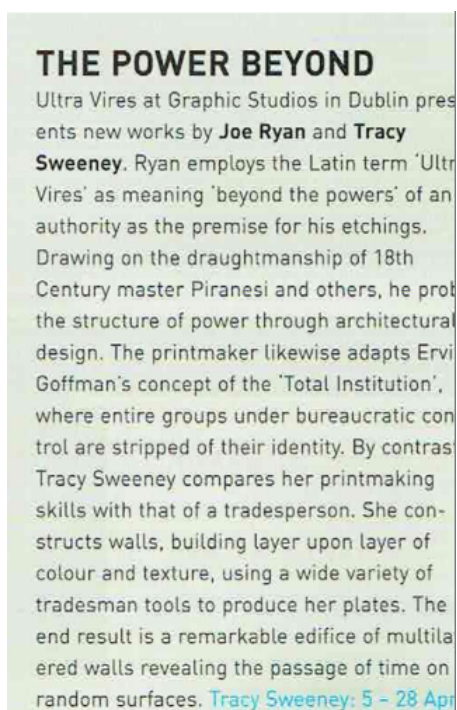 THE POWER BEYOND
Ultra Vires at Graphic Studios in Dublin pres
ents new works by Joe Ryan and Tracy
Sweeney. Ryan employs the Latin term ‘Ultr
Vires’ as meaning ‘beyond the powers’ of an
authority as the premise for his etchings.
Drawing on the draughtmanship of 18th
Century master Piranesi and others, he prob
the structure of power through architectural
design. The printmaker likewise adapts Ervi
Goffman’s concept of the ‘Total Institution’,
where entire groups under bureaucratic con
trol are stripped of their identity. By contras
Tracy Sweeney compares her printmaking
skills with that of a tradesperson. She con-
structs walls, building layer upon layer of
colour and texture, using a wide variety of
tradesman tools to produce her plates. The
end result is a remarkable edifice of multila
ered walls revealing the passage of time on
random surfaces. Tracy Sweeney: 5 – 28 Apr